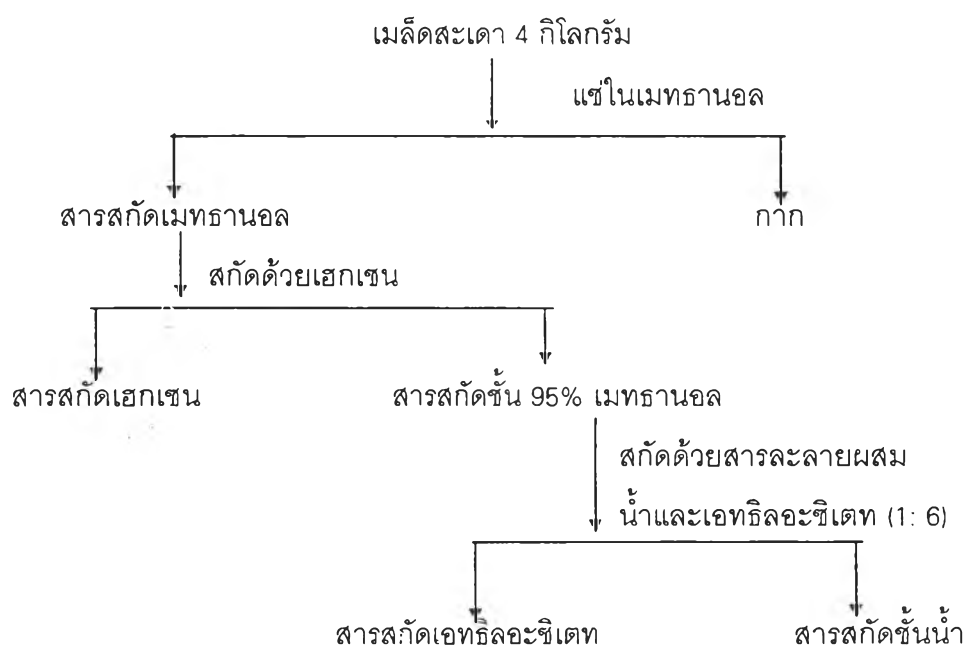 เมล็ดสะเดา 4 กิโลกรัม
แช่ในเมทธานอล
สารสกัดเมทธานอล
กาก
สกัดด้วยเฮกเซน
สารสกัดเฮกเซน
สารสกัดชั้น 95% เมทธานอล
สกัดด้วยสารละลายผสม
น้ำและเอทธิลอะซิเตท (1: 6)
สารสกัดเอทธิลอะซิเตท
สารสกัดชั้นน้ำ